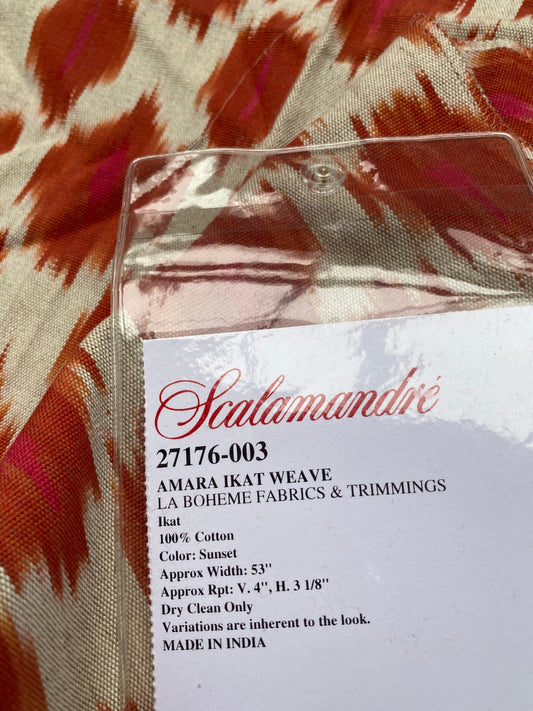 Scalamandré
27176-003
AMARA IKAT WEAVE
LA BOHEME FABRICS & TRIMMINGS
Ikat
100% Cotton
Color: Sunset
Approx Width: 53"
Approx Rpt: V. 4", H. 3 1/8"
Dry Clean Only
Variations are inherent to the look.
MADE IN INDIA